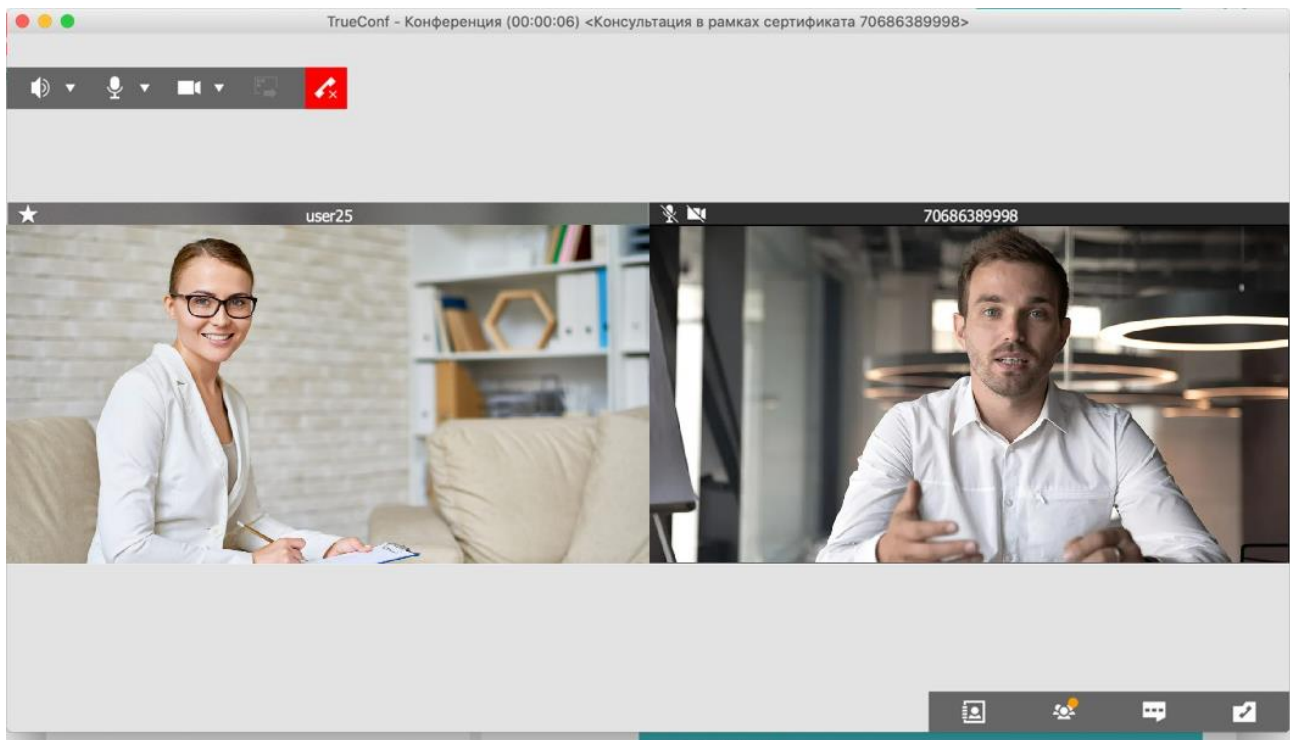 TrueConf - Конференция (00:00:06) <Консультация в рамках сертификата 70686389998>
user25
70686389998